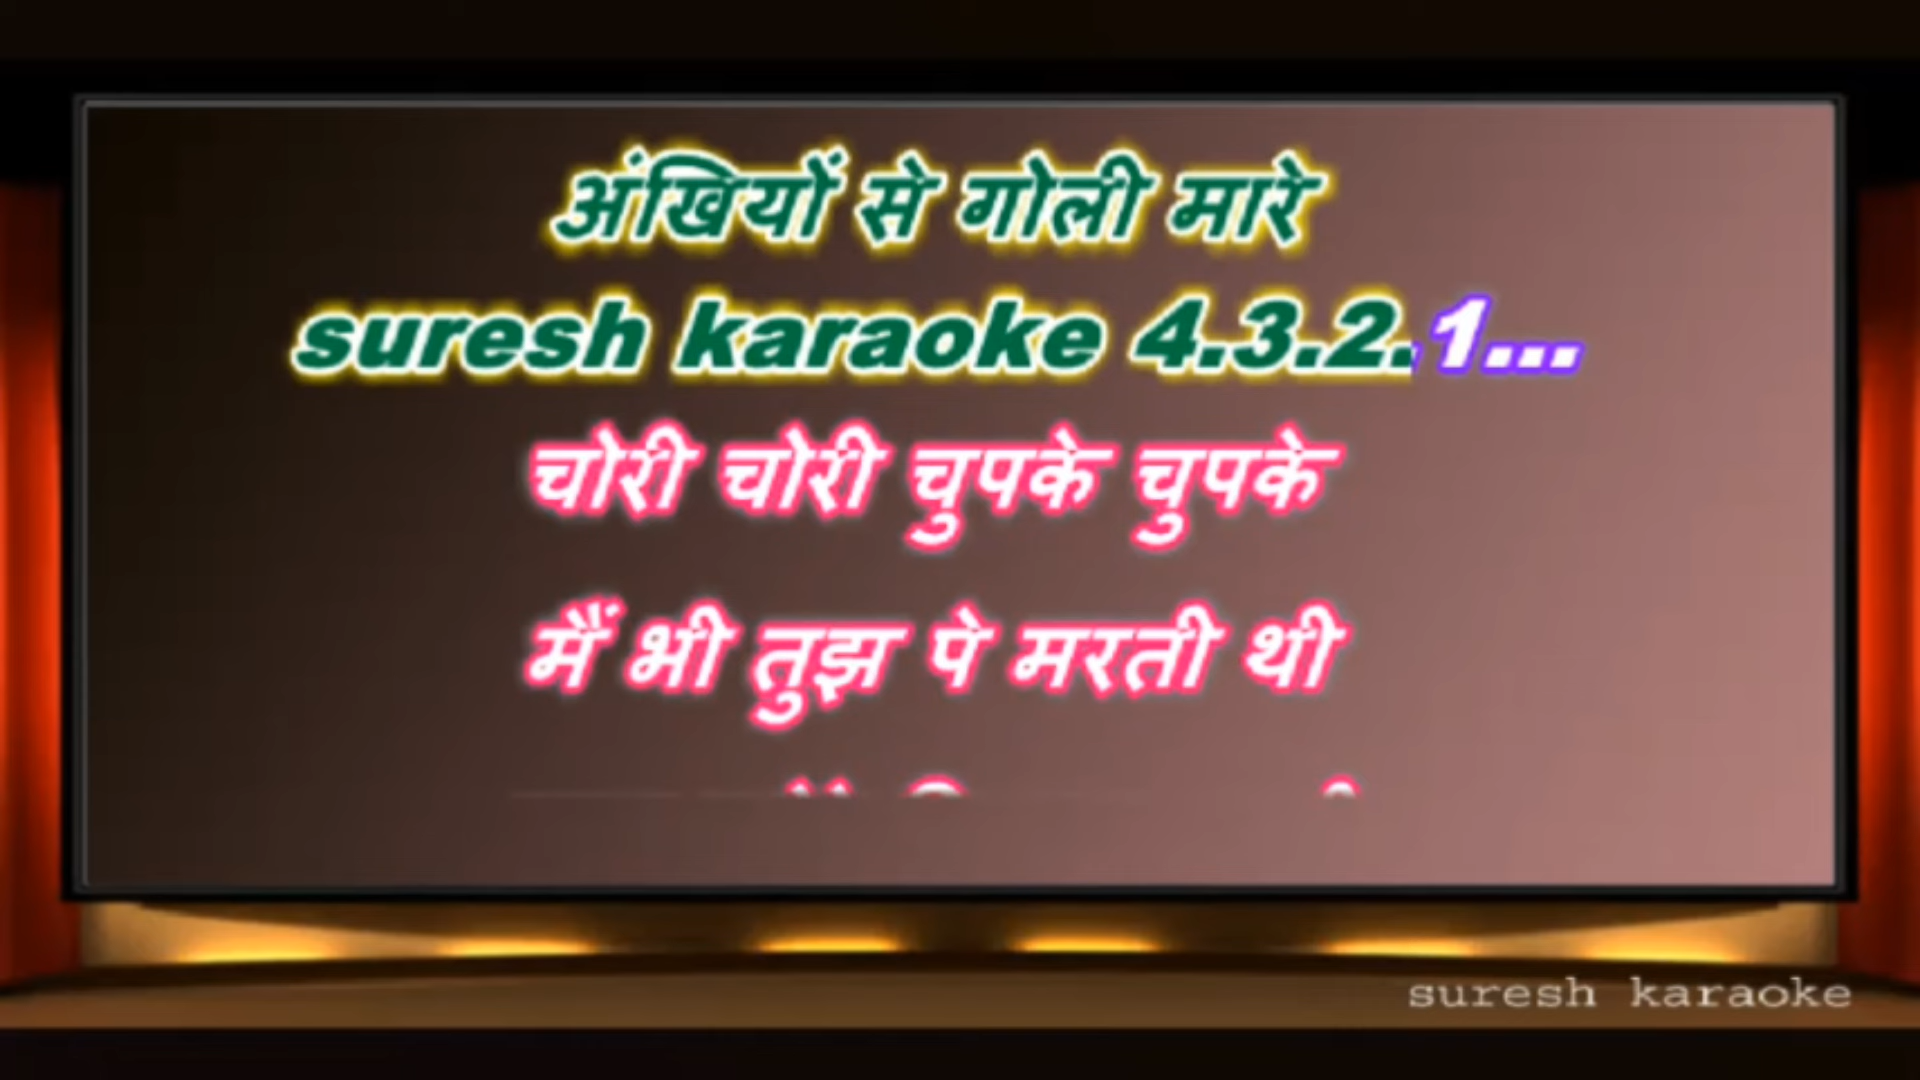 अंखियों से गोली मारे
suresh karaoke 4.3.2.1...
चोरी चोरी चुपके चुपके
मैं भी तुझ पे मरती थी
suresh karaoke